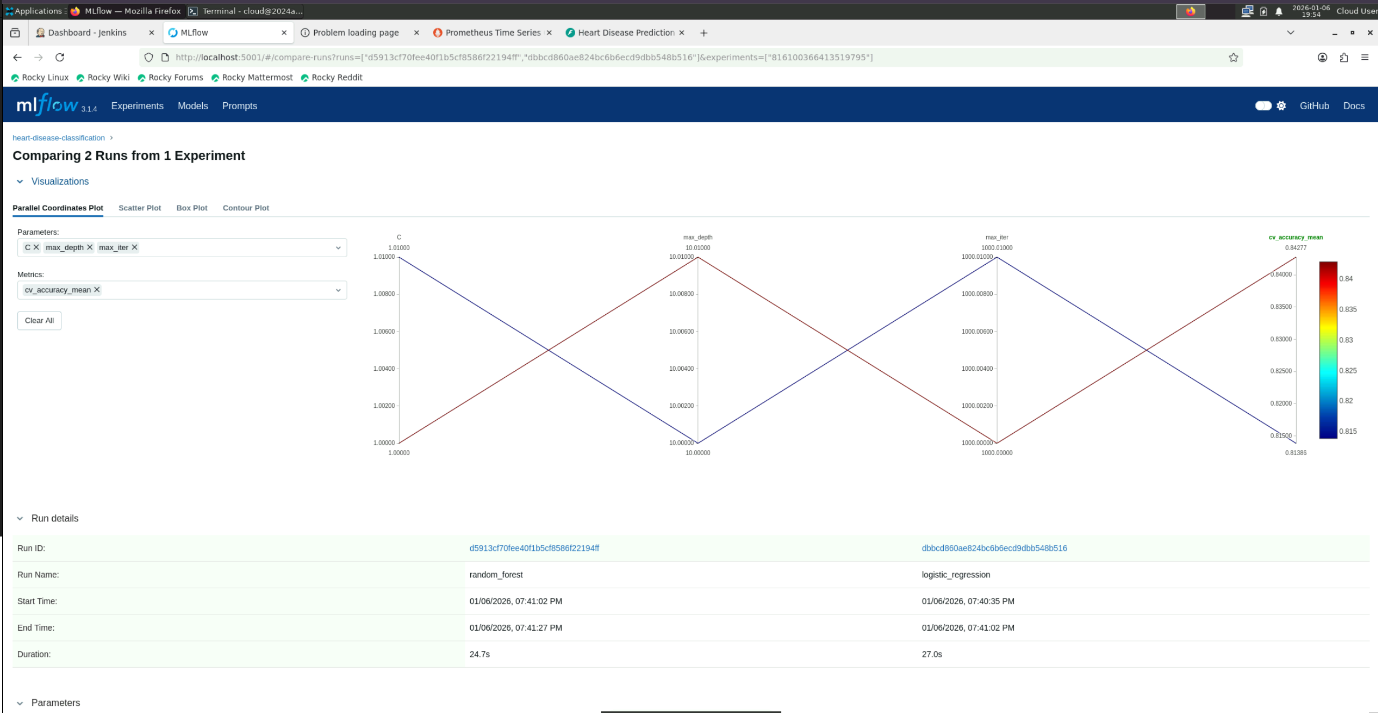 Applications : MLflow — Mozilla Firefox Terminal - cloud@2024a... 2026-01-06 19:54 Cloud User
Dashboard - Jenkins MLflow Problem loading page Prometheus Time Series Heart Disease Prediction
http://localhost:5001/#/compare-runs?runs=["d5913cf70fee40f1b5cf8586f22194ff","dbbcd860ae824bc6b6ecd9dbb548b516"]&experiments=["816100366413519795"]
Rocky Linux Rocky Wiki Rocky Forums Rocky Mattermost Rocky Reddit
mlflow 3.1.4 Experiments Models Prompts GitHub Docs
heart-disease-classification
Comparing 2 Runs from 1 Experiment
Visualizations
Parallel Coordinates Plot Scatter Plot Box Plot Contour Plot
Parameters:
C max_depth max_iter
Metrics:
cv_accuracy_mean
Clear All
C max_depth max_iter cv_accuracy_mean
1.01000 10.01000 1000.01000 0.84277
1.01000 10.01000 1000.01000
0.84000 0.84
1.00800 10.00800 1000.00800
0.83500 0.835
1.00600 10.00600 1000.00600
0.83000 0.83
1.00400 10.00400 1000.00400 0.82500 0.825
1.00200 10.00200 1000.00200 0.82000 0.82
1.00000 10.00000 1000.00000 0.81500 0.815
1.00000 10.00000 1000.00000 0.81386
Run details
Run ID: d5913cf70fee40f1b5cf8586f22194ff dbbcd860ae824bc6b6ecd9dbb548b516
Run Name: random_forest logistic_regression
Start Time: 01/06/2026, 07:41:02 PM 01/06/2026, 07:40:35 PM
End Time: 01/06/2026, 07:41:27 PM 01/06/2026, 07:41:02 PM
Duration: 24.7s 27.0s
Parameters